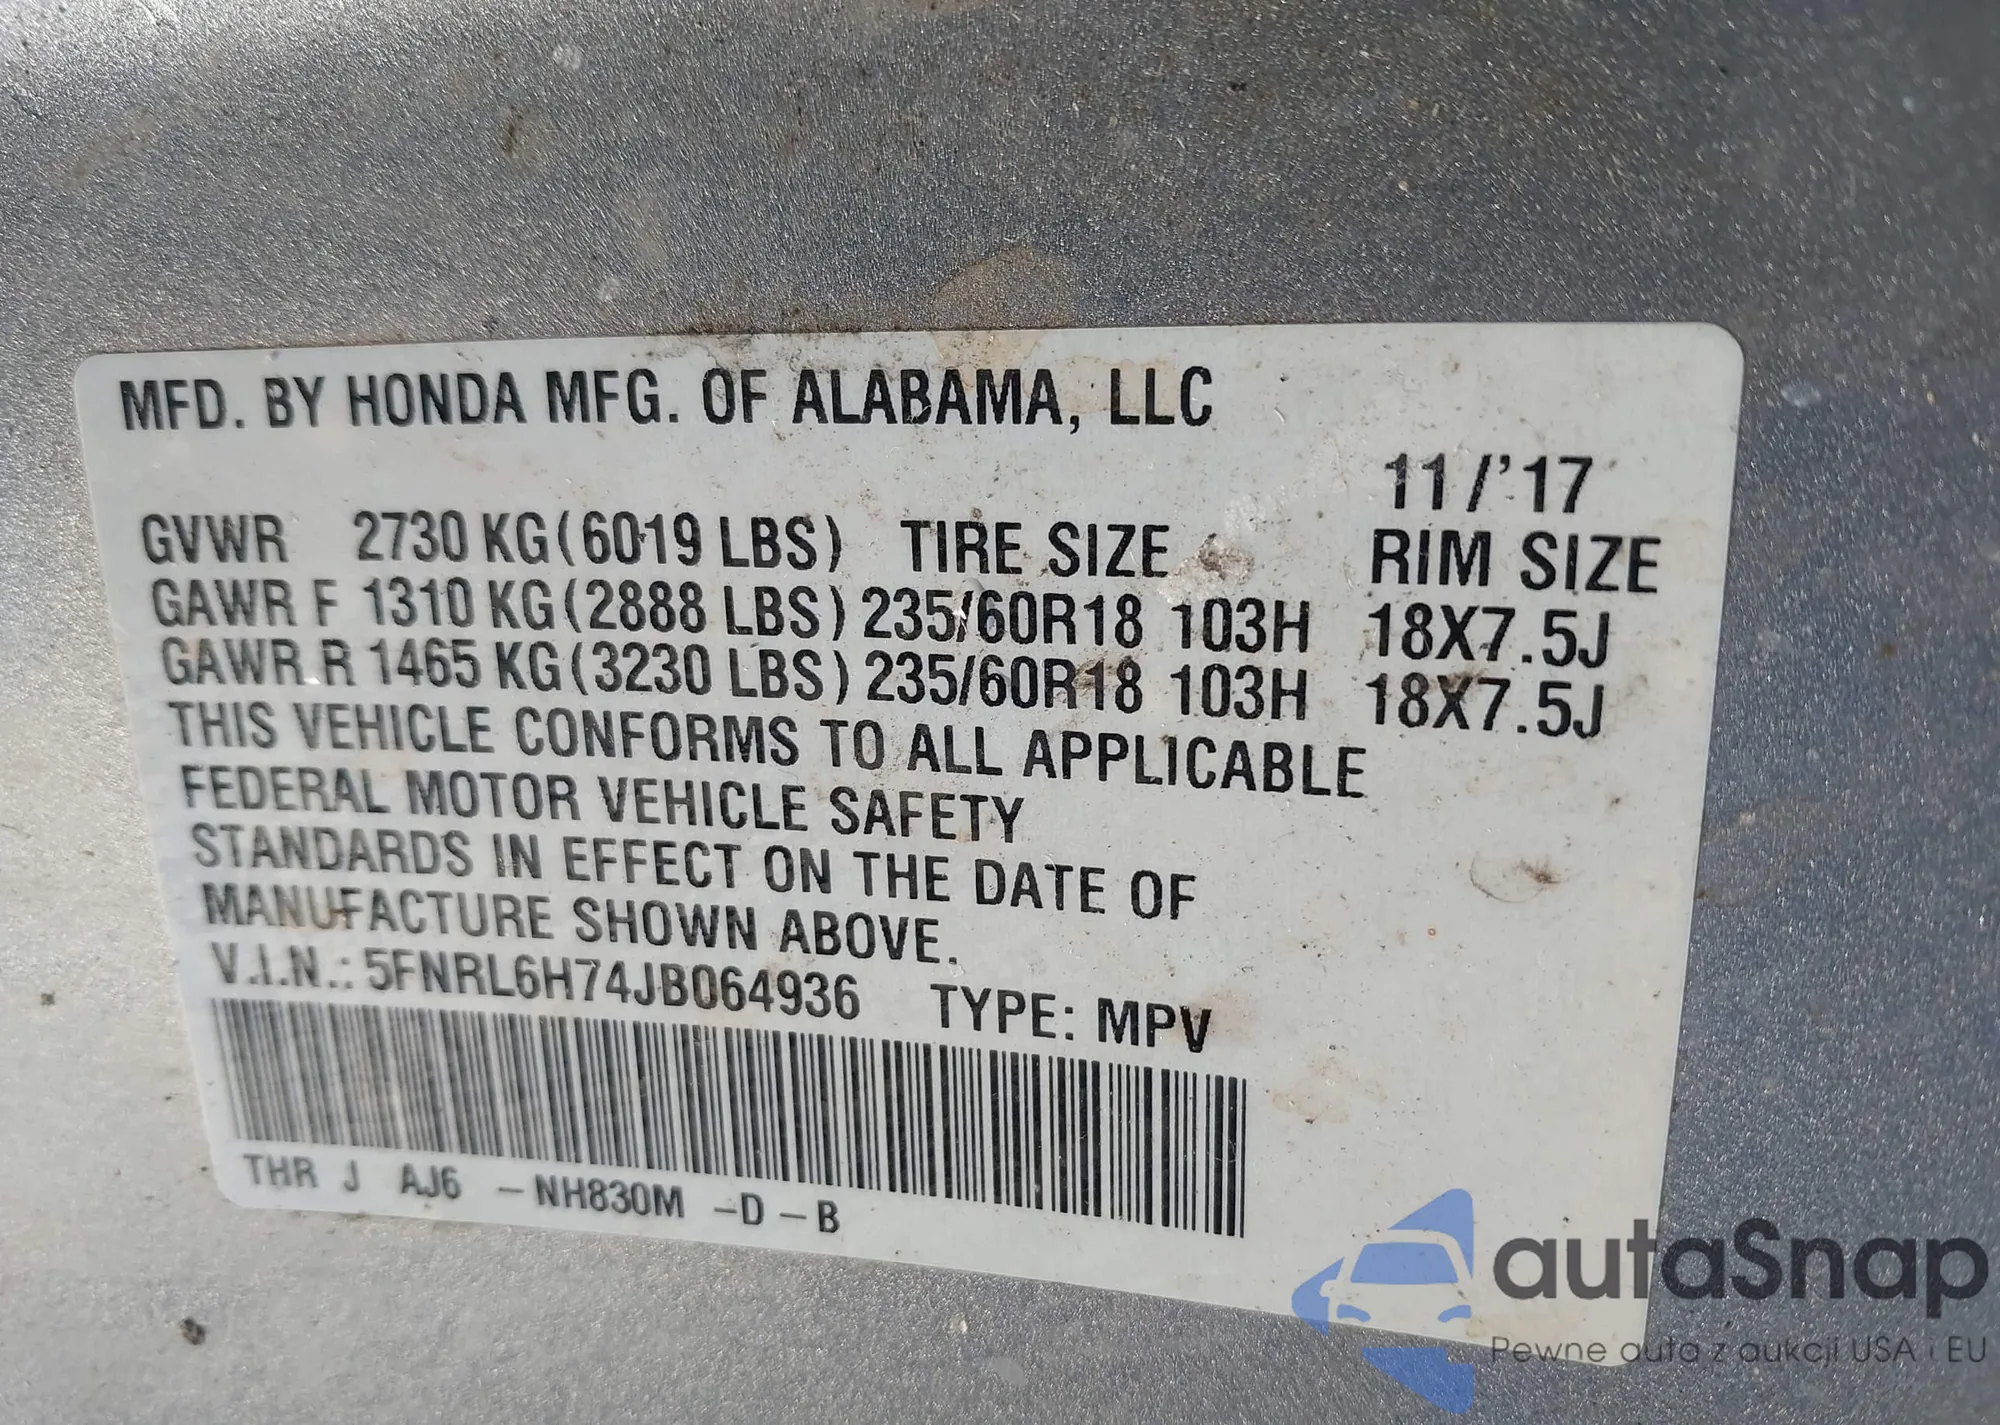 MFD. BY HONDA MFG. OF ALABAMA, LLC
11/'17
GVWR 2730 KG(6019 LBS) TIRE SIZE RIM SIZE
GAWR F 1310 KG(2888 LBS) 235/60R18 103H 18X7.5J
GAWR R 1465 KG(3230 LBS) 235/60R18 103H 18X7.5J
THIS VEHICLE CONFORMS TO ALL APPLICABLE
FEDERAL MOTOR VEHICLE SAFETY
STANDARDS IN EFFECT ON THE DATE OF
MANUFACTURE SHOWN ABOVE.
V.I.N.: 5FNRL6H74JB064936 TYPE: MPV
THR J AJ6 -NH830M -D-B
autaSnap
Pewne auta z aukcji USA i EU